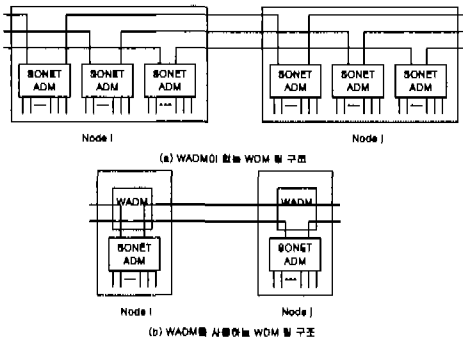 SONET ADM
SONET ADM
SONET ADM
SONET ADM
SONET ADM
SONET ADM
Node i
Node j
(a) WADM이 없는 WDM 링 구조
WADM
WADM
SONET ADM
SONET ADM
Node i
Node j
(b) WADM을 사용하는 WDM 링 구조